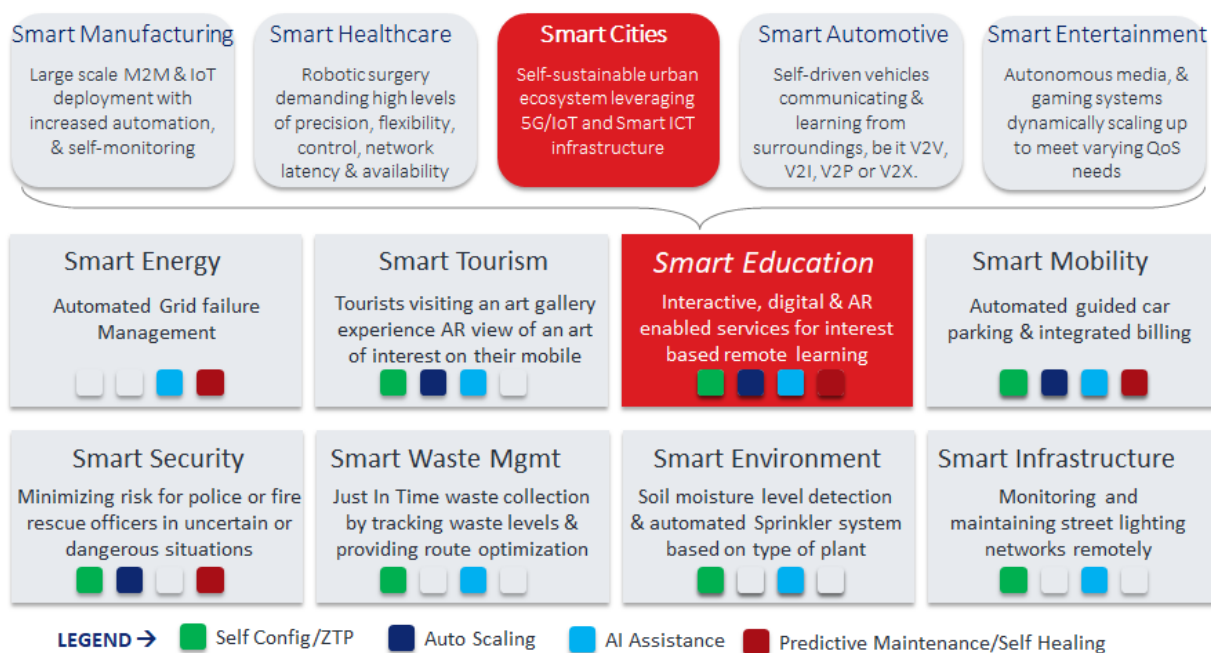 Smart Manufacturing
Large scale M2M & IoT
deployment with
increased automation,
& self-monitoring
Smart Healthcare
Robotic surgery
demanding high levels
of precision, flexibility,
control, network
latency & availability
Smart Cities
Self-sustainable urban
ecosystem leveraging
5G/IoT and Smart ICT
infrastructure
Smart Automotive
Self-driven vehicles
communicating &
learning from
surroundings, be it V2V,
V2I, V2P or V2X.
Smart Entertainment
Autonomous media, &
gaming systems
dynamically scaling up
to meet varying QoS
needs
Smart Energy
Automated Grid failure
Management
Smart Tourism
Tourists visiting an art gallery
experience AR view of an art
of interest on their mobile
Smart Education
Interactive, digital & AR
enabled services for interest
based remote learning
Smart Mobility
Automated guided car
parking & integrated billing
Smart Security
Minimizing risk for police or fire
rescue officers in uncertain or
dangerous situations
Smart Waste Mgmt
Just In Time waste collection
by tracking waste levels &
providing route optimization
Smart Environment
Soil moisture level detection
& automated Sprinkler system
based on type of plant
Smart Infrastructure
Monitoring and
maintaining street lighting
networks remotely
LEGEND → Self Config/ZTP Auto Scaling AI Assistance Predictive Maintenance/Self Healing